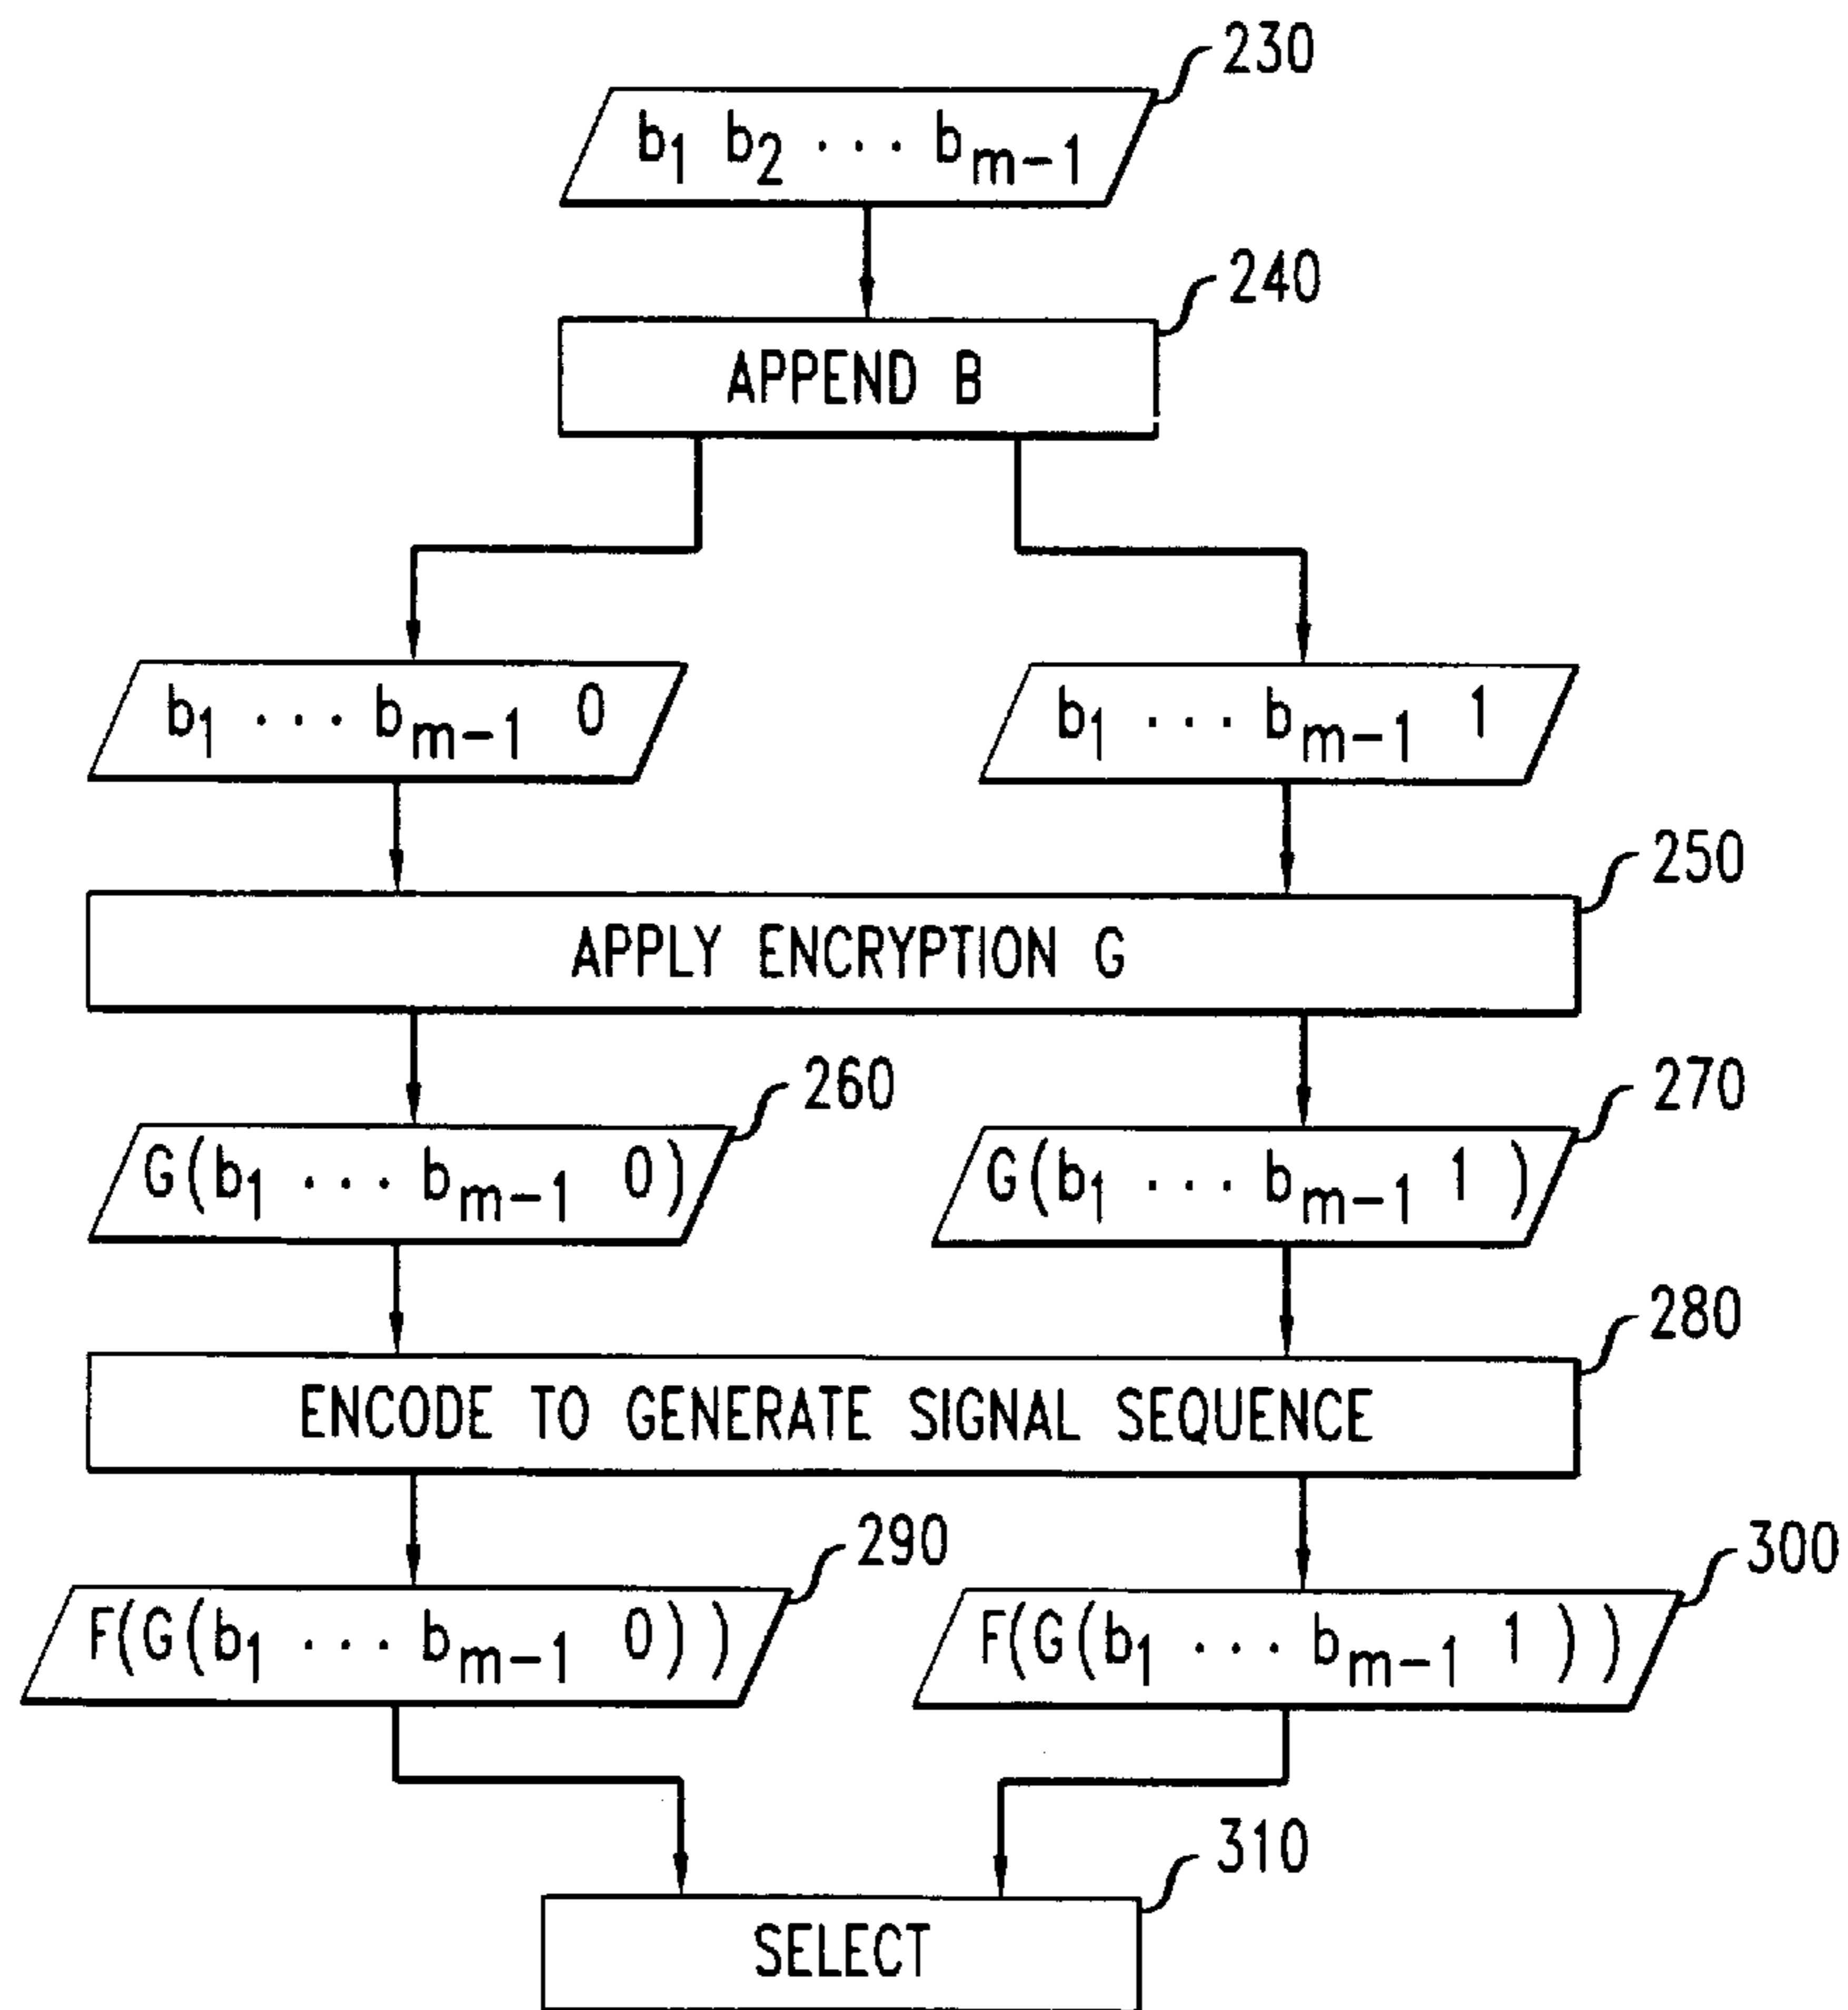 230
b₁ b₂ ... bₘ₋₁
240
APPEND B
b₁ ... bₘ₋₁ 0
b₁ ... bₘ₋₁ 1
250
APPLY ENCRYPTION G
260
270
G(b₁ ... bₘ₋₁ 0)
G(b₁ ... bₘ₋₁ 1 )
280
ENCODE TO GENERATE SIGNAL SEQUENCE
290
300
F(G(b₁ ... bₘ₋₁ 0))
F(G(b₁ ... bₘ₋₁ 1 ))
310
SELECT